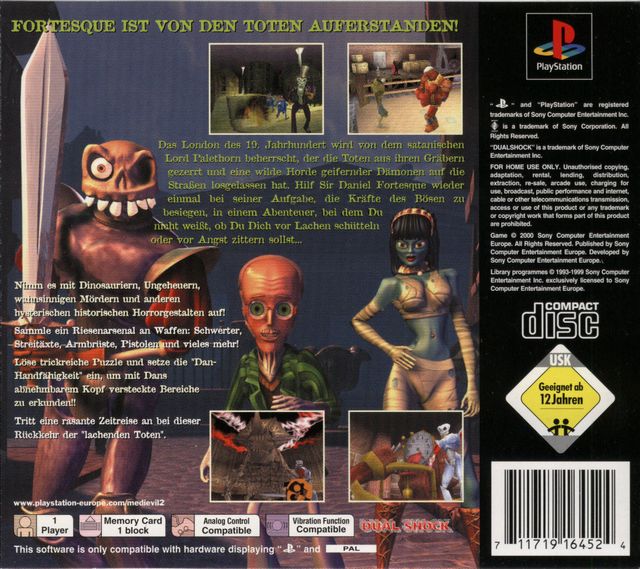 FORTESQUE IST VON DEN TOTEN AUFERSTANDEN!
Das London des 19. Jahrhundert wird von dem satanischen
Lord Palethorn beherrscht, der die Toten aus ihren Gräbern
gezerrt und eine wilde Horde geifernder Dämonen auf die
Straßen losgelassen hat. Hilf Sir Daniel Fortesque wieder
einmal bei seiner Aufgabe, die Kräfte des Bösen zu
besiegen, in einem Abenteuer, bei dem Du
nicht weißt, ob Du Dich vor Lachen schütteln
oder vor Angst zittern sollst...
Nimm es mit Dinosauriern, Ungeheuern,
wahnsinnigen Mördern und anderen
hysterischen historischen Horrorgestalten auf!
Sammle ein Riesenarsenal an Waffen: Schwerter,
Streitäxte, Armbrüste, Pistolen und vieles mehr!
Löse trickreiche Puzzle und setze die "Dan-
Handfähigkeit" ein, um mit Dans
abnehmbarem Kopf versteckte Bereiche
zu erkunden!!
Tritt eine rasante Zeitreise an bei dieser
Rückkehr der "lachenden Toten".
www.playstation-europe.com/medievil2
1
Player
Memory Card
1 block
Analog Control
Compatible
Vibration Function
Compatible
DUAL SHOCK
This software is only compatible with hardware displaying " " and PAL
PlayStation
" " and "PlayStation" are registered
trademarks of Sony Computer Entertainment Inc.
is a trademark of Sony Corporation. All
Rights Reserved.
"DUALSHOCK" is a trademark of Sony Computer
Entertainment Inc.
FOR HOME USE ONLY. Unauthorised copying,
adaptation, rental, lending, distribution,
extraction, re-sale, arcade use, charging for
use, broadcast, public performance and internet,
cable or other telecommunications transmission,
access or use of this product or any trademark
or copyright work that forms part of this product
are prohibited.
Game © 2000 Sony Computer Entertainment
Europe. All Rights Reserved. Published by Sony
Computer Entertainment Europe. Developed by
Sony Computer Entertainment Europe.
Library programmes © 1993-1999 Sony Computer
Entertainment Inc. exclusively licensed to Sony
Computer Entertainment Europe.
COMPACT
disc
USK
Geeignet ab
12 Jahren
7 11719 16452 4